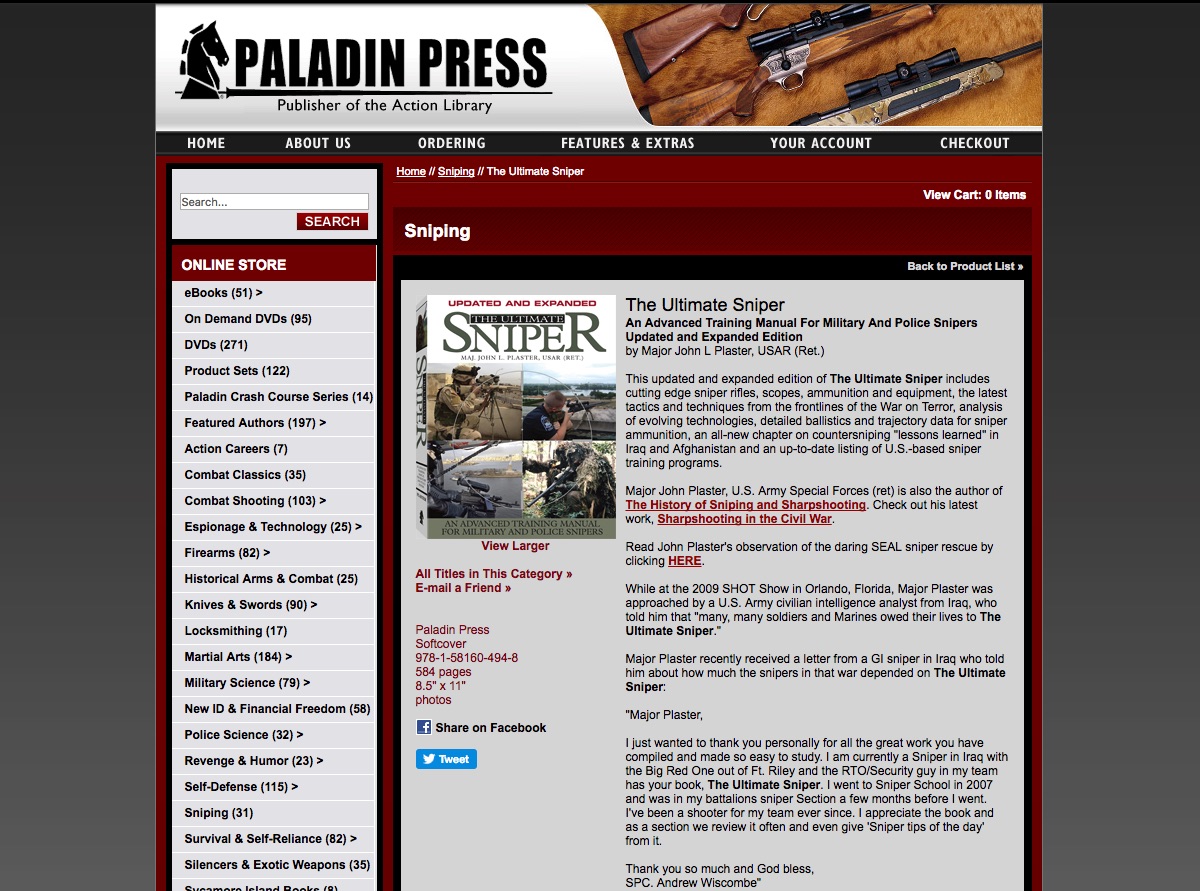 PALADIN PRESS
Publisher of the Action Library
HOME ABOUT US ORDERING FEATURES & EXTRAS YOUR ACCOUNT CHECKOUT
Search...
SEARCH
ONLINE STORE
eBooks (51) >
On Demand DVDs (95)
DVDs (271)
Product Sets (122)
Paladin Crash Course Series (14)
Featured Authors (197) >
Action Careers (7)
Combat Classics (35)
Combat Shooting (103) >
Espionage & Technology (25) >
Firearms (82) >
Historical Arms & Combat (25)
Knives & Swords (90) >
Locksmithing (17)
Martial Arts (184) >
Military Science (79) >
New ID & Financial Freedom (58)
Police Science (32) >
Revenge & Humor (23) >
Self-Defense (115) >
Sniping (31)
Survival & Self-Reliance (82) >
Silencers & Exotic Weapons (35)
Sycamore Island Books (8)
Home // Sniping // The Ultimate Sniper
View Cart: 0 Items
Sniping
Back to Product List »
UPDATED AND EXPANDED
THE ULTIMATE
SNIPER
MAJ. JOHN L. PLASTER, USAR (RET.)
SNIPER
AN ADVANCED TRAINING MANUAL
FOR MILITARY AND POLICE SNIPERS
View Larger
All Titles in This Category »
E-mail a Friend »
Paladin Press
Softcover
978-1-58160-494-8
584 pages
8.5" x 11"
photos
Share on Facebook
Tweet
The Ultimate Sniper
An Advanced Training Manual For Military And Police Snipers
Updated and Expanded Edition
by Major John L Plaster, USAR (Ret.)
This updated and expanded edition of The Ultimate Sniper includes
cutting edge sniper rifles, scopes, ammunition and equipment, the latest
tactics and techniques from the frontlines of the War on Terror, analysis
of evolving technologies, detailed ballistics and trajectory data for sniper
ammunition, an all-new chapter on countersniping "lessons learned" in
Iraq and Afghanistan and an up-to-date listing of U.S.-based sniper
training programs.
Major John Plaster, U.S. Army Special Forces (ret) is also the author of
The History of Sniping and Sharpshooting. Check out his latest
work, Sharpshooting in the Civil War.
Read John Plaster's observation of the daring SEAL sniper rescue by
clicking HERE.
While at the 2009 SHOT Show in Orlando, Florida, Major Plaster was
approached by a U.S. Army civilian intelligence analyst from Iraq, who
told him that "many, many soldiers and Marines owed their lives to The
Ultimate Sniper."
Major Plaster recently received a letter from a GI sniper in Iraq who told
him about how much the snipers in that war depended on The Ultimate
Sniper:
"Major Plaster,
I just wanted to thank you personally for all the great work you have
compiled and made so easy to study. I am currently a Sniper in Iraq with
the Big Red One out of Ft. Riley and the RTO/Security guy in my team
has your book, The Ultimate Sniper. I went to Sniper School in 2007
and was in my battalions sniper Section a few months before I went.
I've been a shooter for my team ever since. I appreciate the book and
as a section we review it often and even give 'Sniper tips of the day'
from it.
Thank you so much and God bless,
SPC. Andrew Wiscombe"